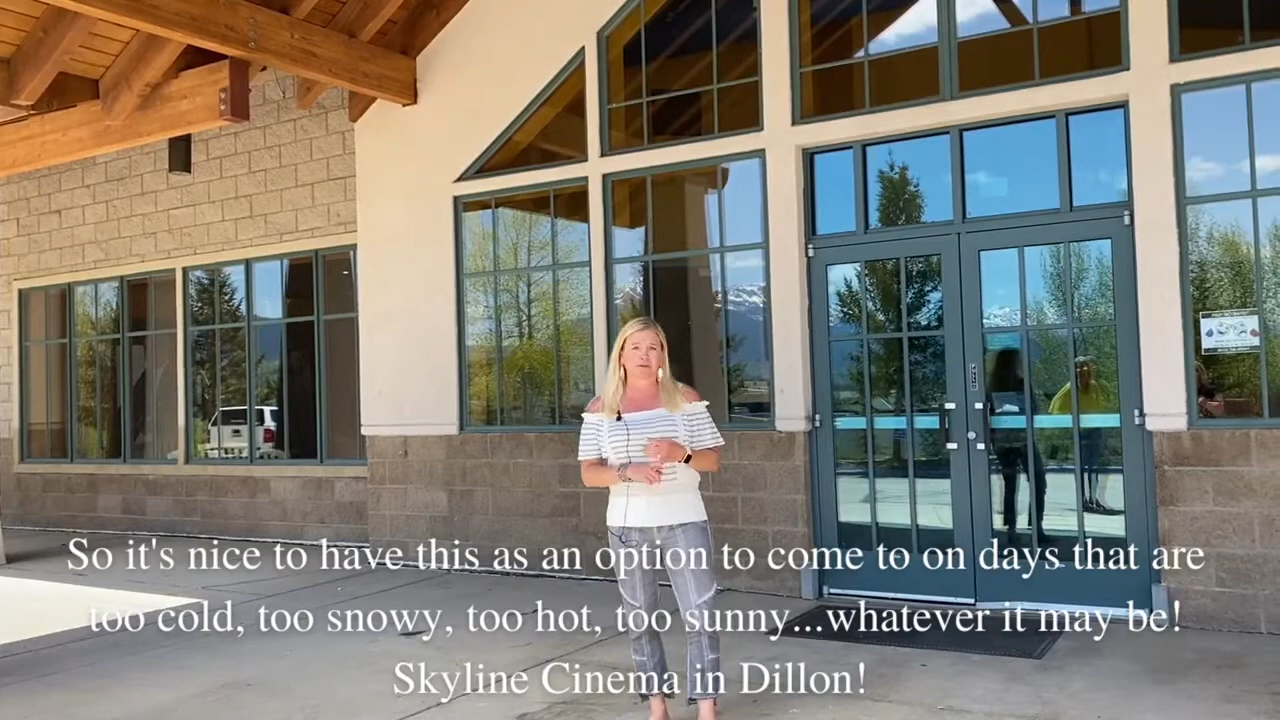 So it's nice to have this as an option to come to on days that are
too cold, too snowy, too hot, too sunny...whatever it may be!
Skyline Cinema in Dillon!